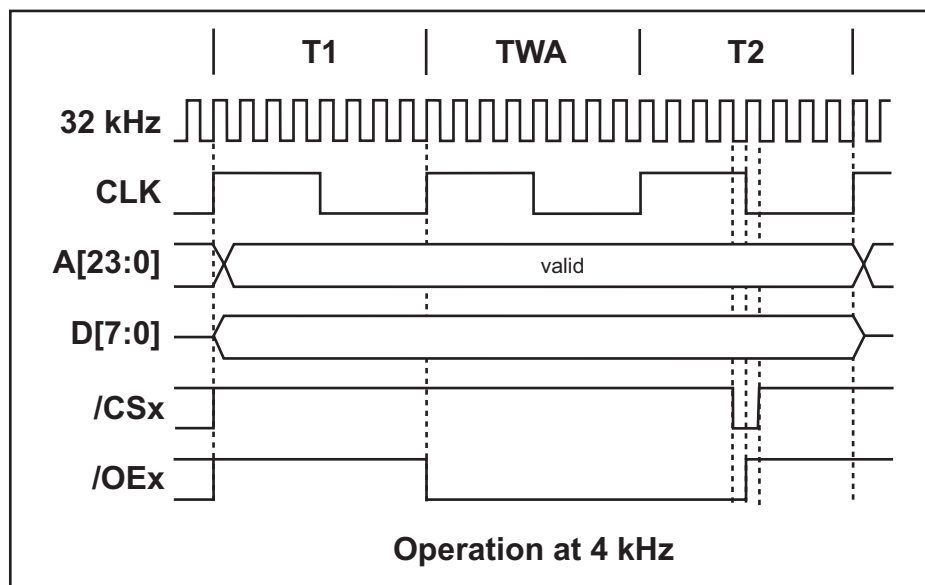 T1 TWA T2
32 kHz
CLK
A[23:0] valid
D[7:0]
/CSx
/OEx
Operation at 4 kHz